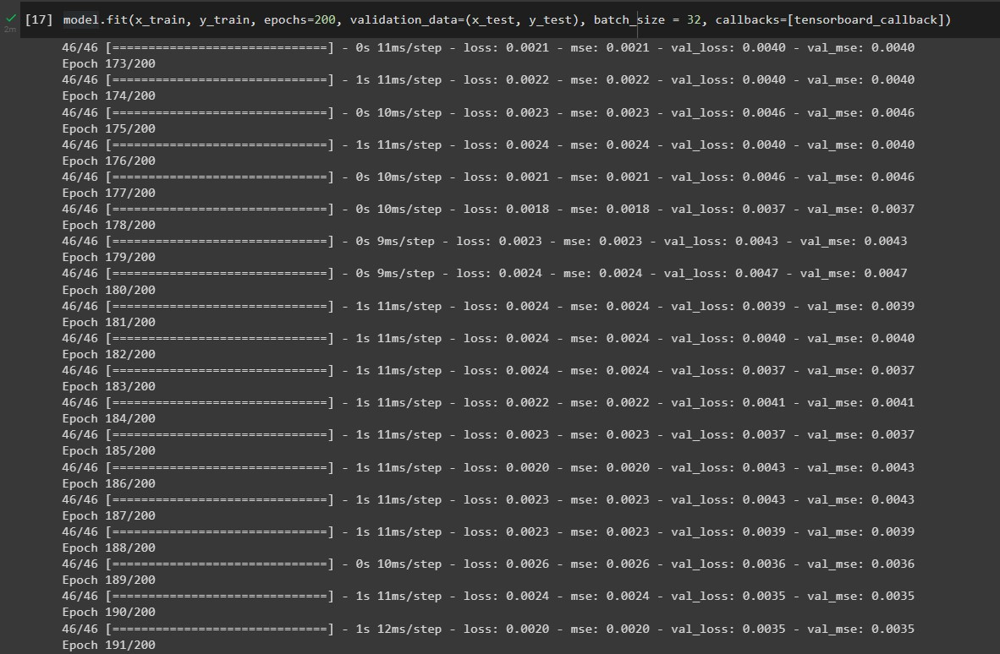 [17] model.fit(x_train, y_train, epochs=200, validation_data=(x_test, y_test), batch_size = 32, callbacks=[tensorboard_callback])
2m
46/46 [==============================] - 0s 11ms/step - loss: 0.0021 - mse: 0.0021 - val_loss: 0.0040 - val_mse: 0.0040
Epoch 173/200
46/46 [==============================] - 1s 11ms/step - loss: 0.0022 - mse: 0.0022 - val_loss: 0.0040 - val_mse: 0.0040
Epoch 174/200
46/46 [==============================] - 0s 10ms/step - loss: 0.0023 - mse: 0.0023 - val_loss: 0.0046 - val_mse: 0.0046
Epoch 175/200
46/46 [==============================] - 1s 11ms/step - loss: 0.0024 - mse: 0.0024 - val_loss: 0.0040 - val_mse: 0.0040
Epoch 176/200
46/46 [==============================] - 0s 10ms/step - loss: 0.0021 - mse: 0.0021 - val_loss: 0.0046 - val_mse: 0.0046
Epoch 177/200
46/46 [==============================] - 0s 10ms/step - loss: 0.0018 - mse: 0.0018 - val_loss: 0.0037 - val_mse: 0.0037
Epoch 178/200
46/46 [==============================] - 0s 9ms/step - loss: 0.0023 - mse: 0.0023 - val_loss: 0.0043 - val_mse: 0.0043
Epoch 179/200
46/46 [==============================] - 0s 9ms/step - loss: 0.0024 - mse: 0.0024 - val_loss: 0.0047 - val_mse: 0.0047
Epoch 180/200
46/46 [==============================] - 1s 11ms/step - loss: 0.0024 - mse: 0.0024 - val_loss: 0.0039 - val_mse: 0.0039
Epoch 181/200
46/46 [==============================] - 1s 11ms/step - loss: 0.0024 - mse: 0.0024 - val_loss: 0.0040 - val_mse: 0.0040
Epoch 182/200
46/46 [==============================] - 1s 11ms/step - loss: 0.0024 - mse: 0.0024 - val_loss: 0.0037 - val_mse: 0.0037
Epoch 183/200
46/46 [==============================] - 1s 11ms/step - loss: 0.0022 - mse: 0.0022 - val_loss: 0.0041 - val_mse: 0.0041
Epoch 184/200
46/46 [==============================] - 1s 11ms/step - loss: 0.0023 - mse: 0.0023 - val_loss: 0.0037 - val_mse: 0.0037
Epoch 185/200
46/46 [==============================] - 1s 11ms/step - loss: 0.0020 - mse: 0.0020 - val_loss: 0.0043 - val_mse: 0.0043
Epoch 186/200
46/46 [==============================] - 1s 11ms/step - loss: 0.0023 - mse: 0.0023 - val_loss: 0.0043 - val_mse: 0.0043
Epoch 187/200
46/46 [==============================] - 1s 11ms/step - loss: 0.0023 - mse: 0.0023 - val_loss: 0.0039 - val_mse: 0.0039
Epoch 188/200
46/46 [==============================] - 0s 10ms/step - loss: 0.0026 - mse: 0.0026 - val_loss: 0.0036 - val_mse: 0.0036
Epoch 189/200
46/46 [==============================] - 1s 11ms/step - loss: 0.0024 - mse: 0.0024 - val_loss: 0.0035 - val_mse: 0.0035
Epoch 190/200
46/46 [==============================] - 1s 12ms/step - loss: 0.0020 - mse: 0.0020 - val_loss: 0.0035 - val_mse: 0.0035
Epoch 191/200